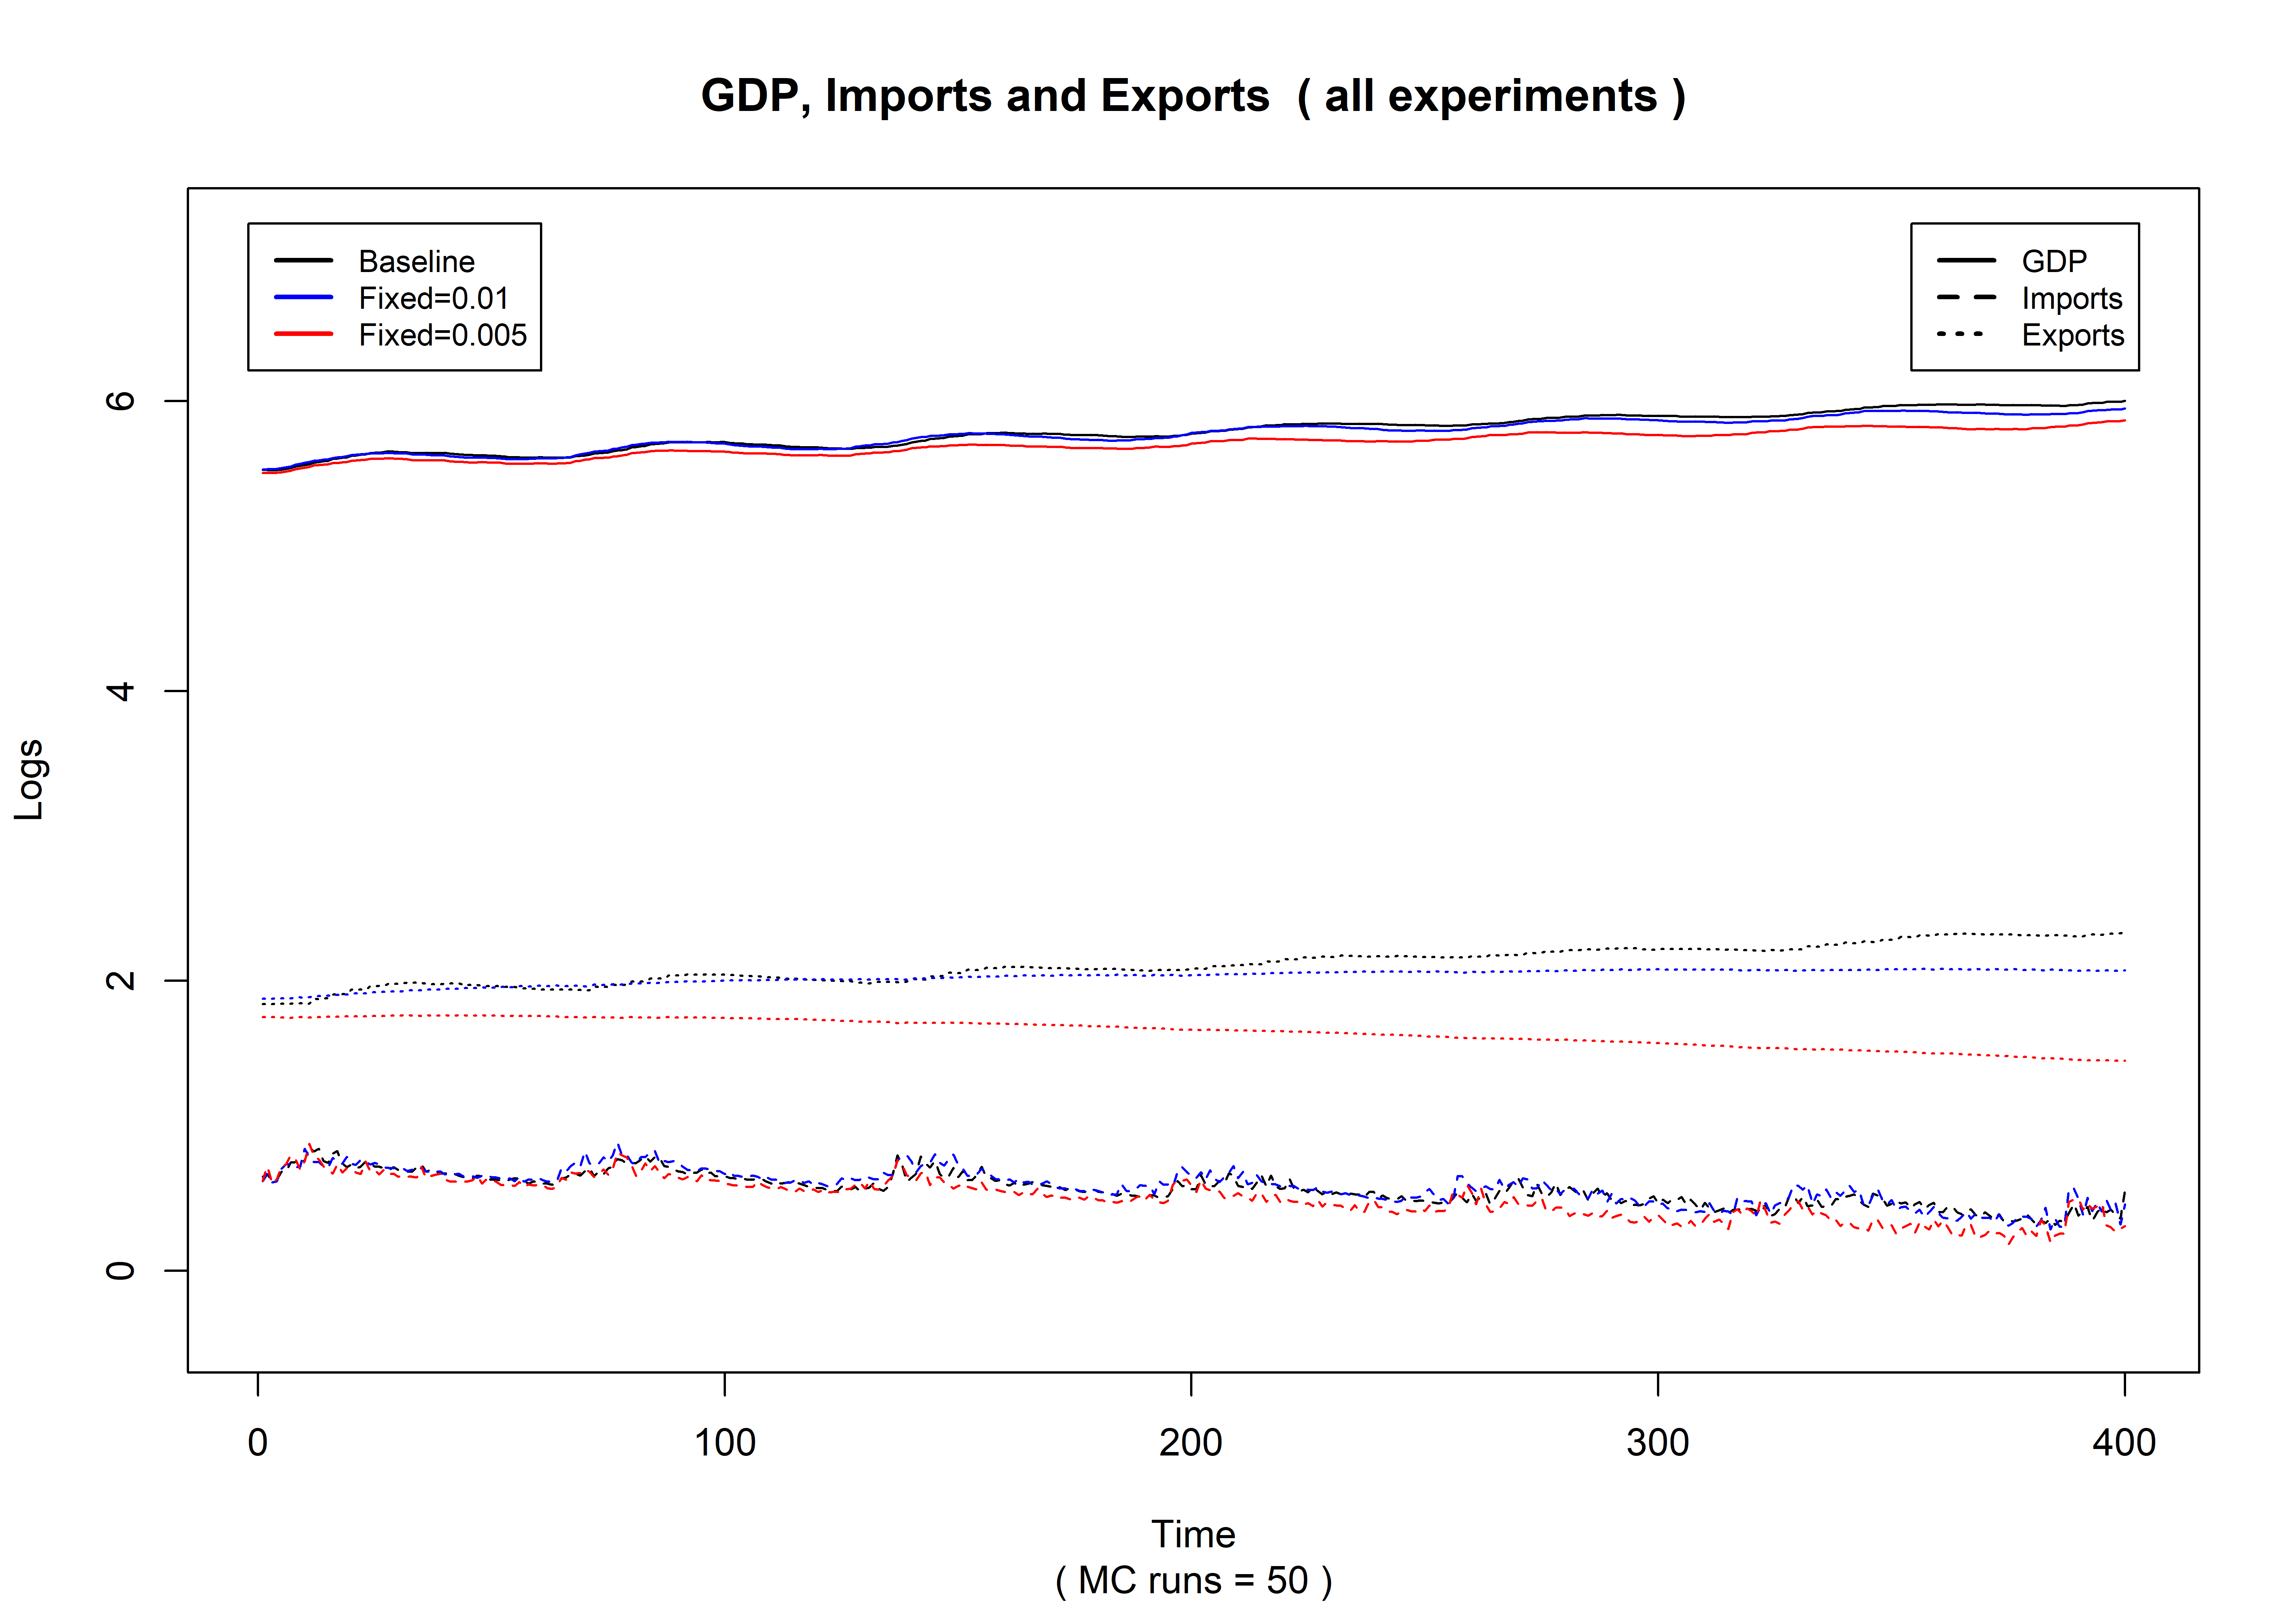 GDP, Imports and Exports ( all experiments )
Baseline
Fixed=0.01
Fixed=0.005
GDP
Imports
Exports
Logs
6
4
2
0
0 100 200 300 400
Time
( MC runs = 50 )